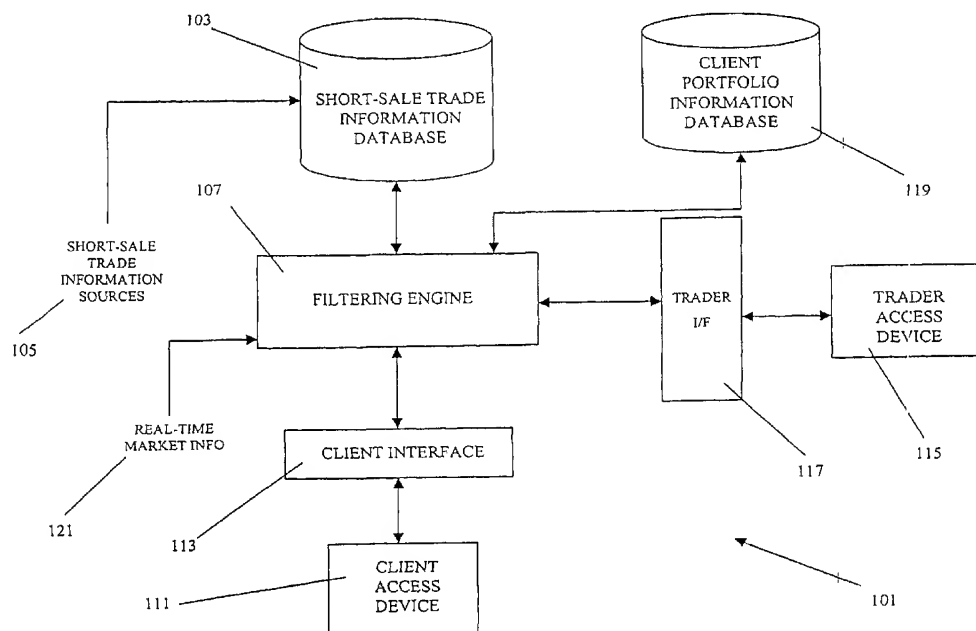 103
SHORT-SALE TRADE
INFORMATION
DATABASE
CLIENT
PORTFOLIO
INFORMATION
DATABASE
119
107
SHORT-SALE
TRADE
INFORMATION
SOURCES
105
FILTERING ENGINE
TRADER
I/F
TRADER
ACCESS
DEVICE
REAL-TIME
MARKET INFO
CLIENT INTERFACE
117
115
121
113
CLIENT
ACCESS
DEVICE
111
101